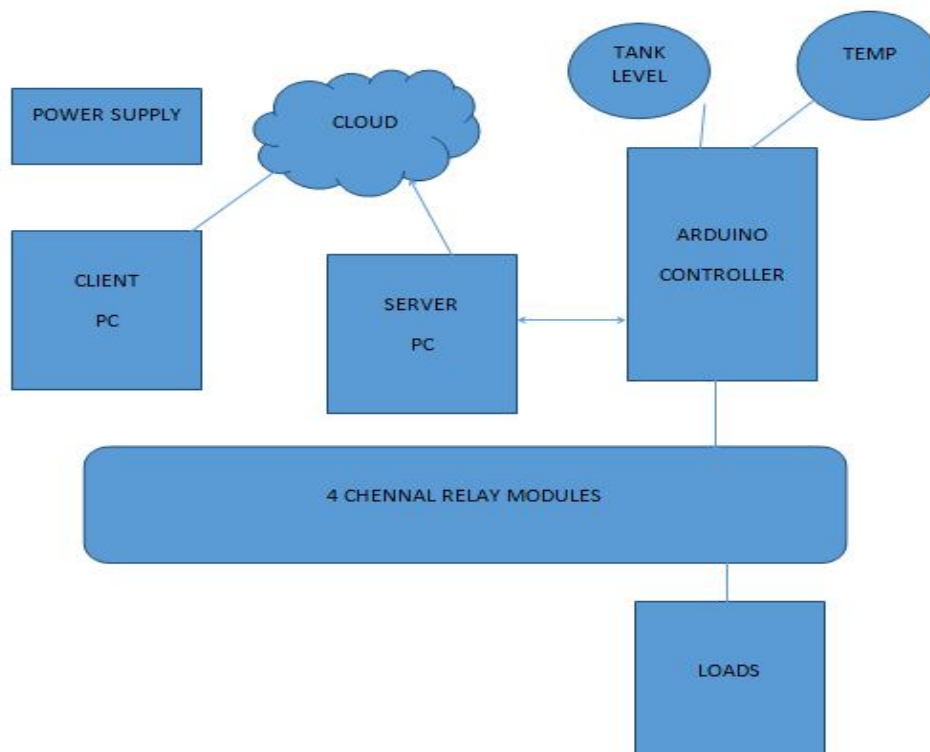 TANK
LEVEL
TEMP
POWER SUPPLY
CLOUD
ARDUINO
CONTROLLER
CLIENT
PC
SERVER
PC
4 CHENNAL RELAY MODULES
LOADS